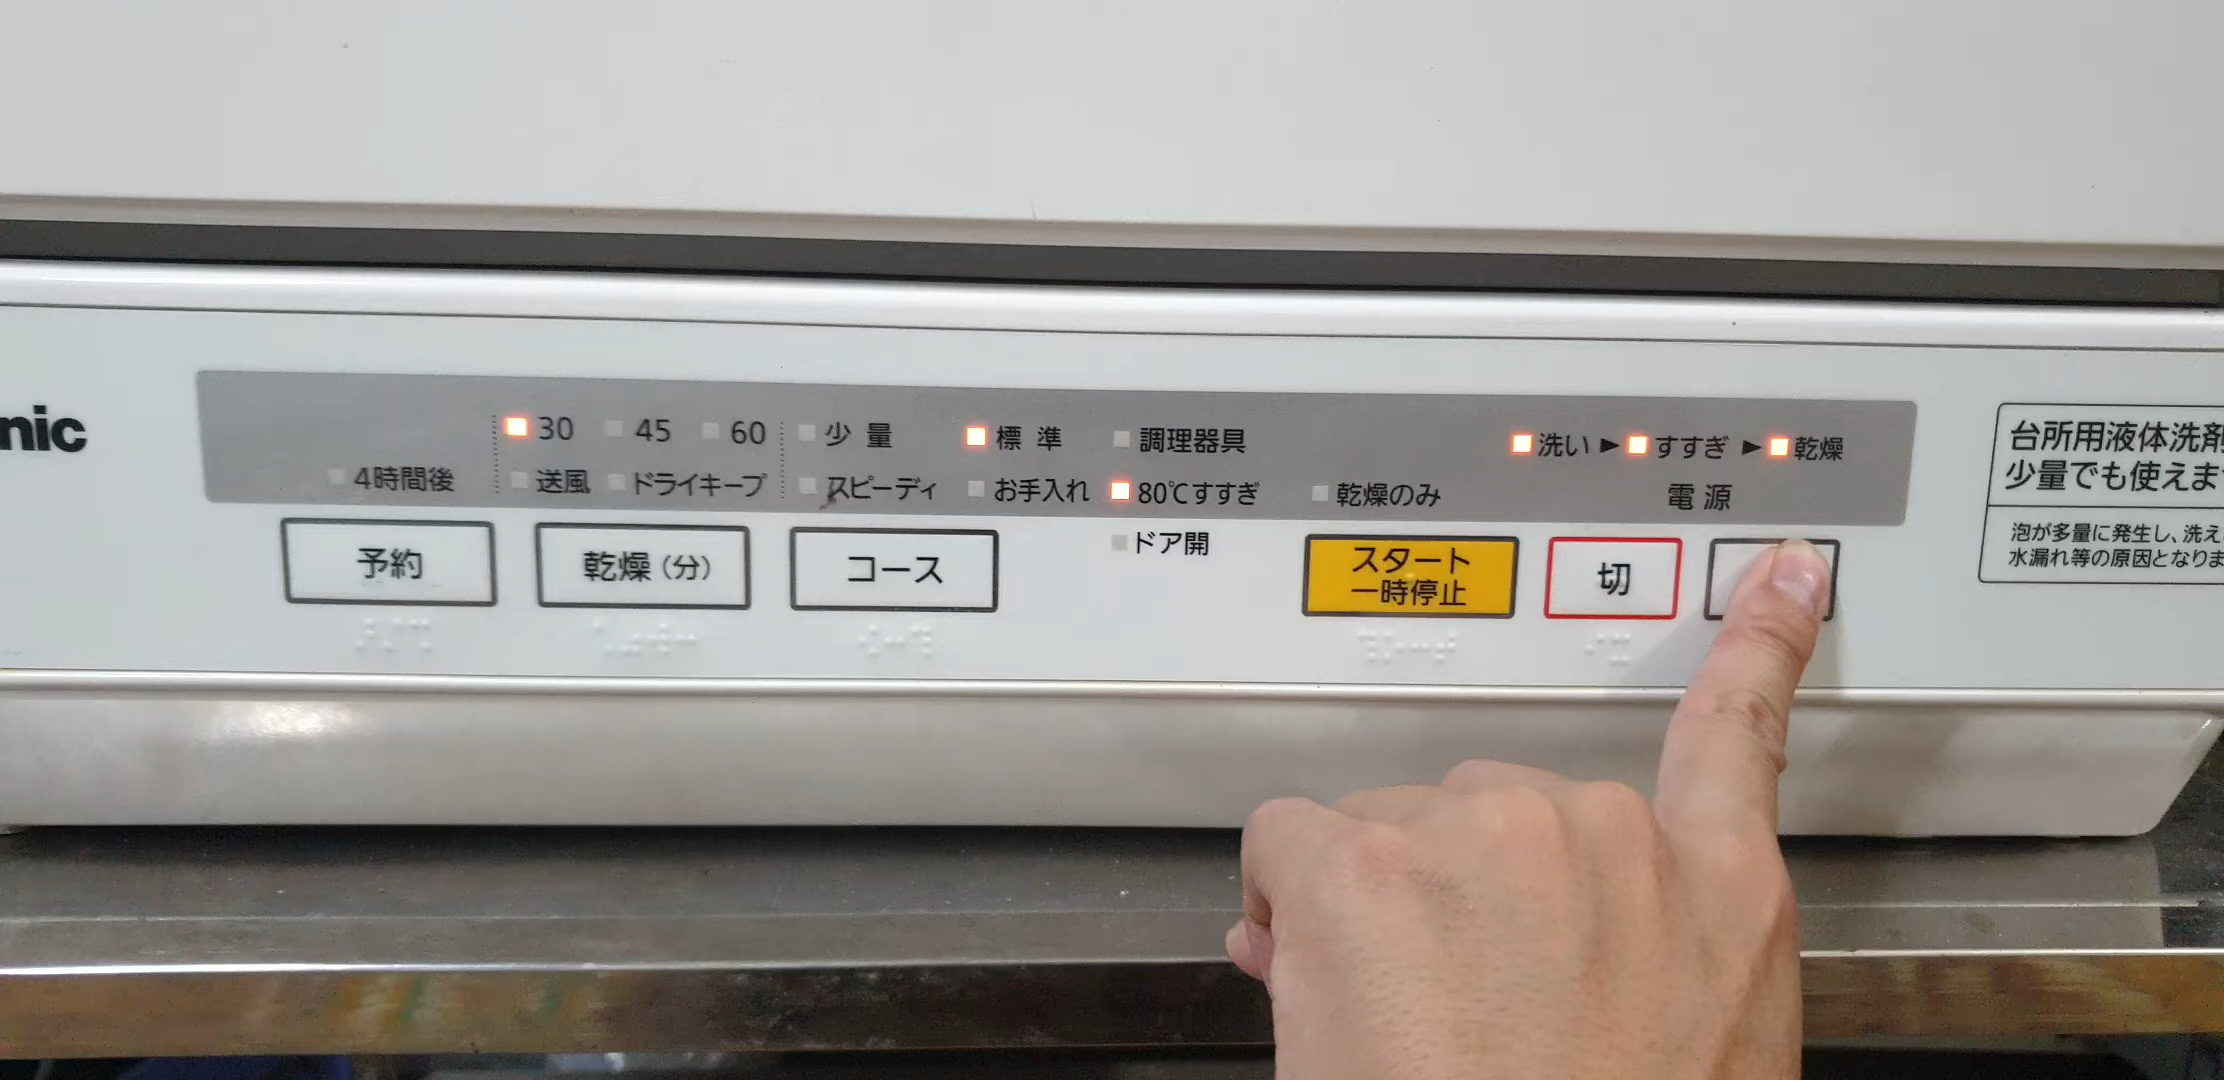 nic
30 45 60 少量 標準 調理器具 洗い▶すすぎ▶乾燥
4時間後 送風 ドライキープ スピーディ お手入れ 80℃すすぎ 乾燥のみ 電源
予約 乾燥(分) コース ドア開 スタート 切
一時停止
台所用液体洗剤
少量でも使えま
泡が多量に発生し、洗え
水漏れ等の原因となりま